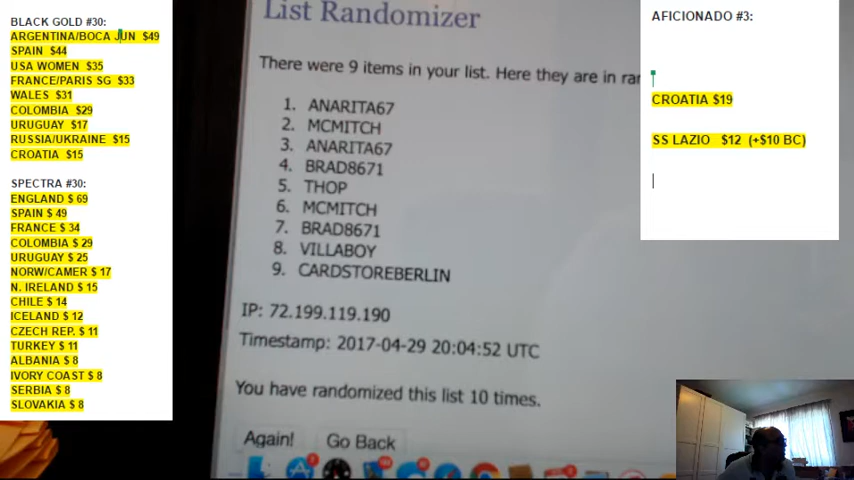 BLACK GOLD #30:
ARGENTINA/BOCA JUN $49
SPAIN $44
USA WOMEN $35
FRANCE/PARIS SG $33
WALES $31
COLOMBIA $29
URUGUAY $17
RUSSIA/UKRAINE $15
CROATIA $15
SPECTRA #30:
ENGLAND $ 69
SPAIN $ 49
FRANCE $ 34
COLOMBIA $ 29
URUGUAY $ 25
NORW/CAMER $ 17
N. IRELAND $ 15
CHILE $ 14
ICELAND $ 12
CZECH REP. $ 11
TURKEY $ 11
ALBANIA $ 8
IVORY COAST $ 8
SERBIA $ 8
SLOVAKIA $ 8
List Randomizer
There were 9 items in your list. Here they are in ran
1. ANARITA67
2. MCMITCH
3. ANARITA67
4. BRAD8671
5. THOP
6. MCMITCH
7. BRAD8671
8. VILLABOY
9. CARDSTOREBERLIN
IP: 72.199.119.190
Timestamp: 2017-04-29 20:04:52 UTC
You have randomized this list 10 times.
Again! Go Back
AFICIONADO #3:
CROATIA $19
SS LAZIO $12 (+$10 BC)